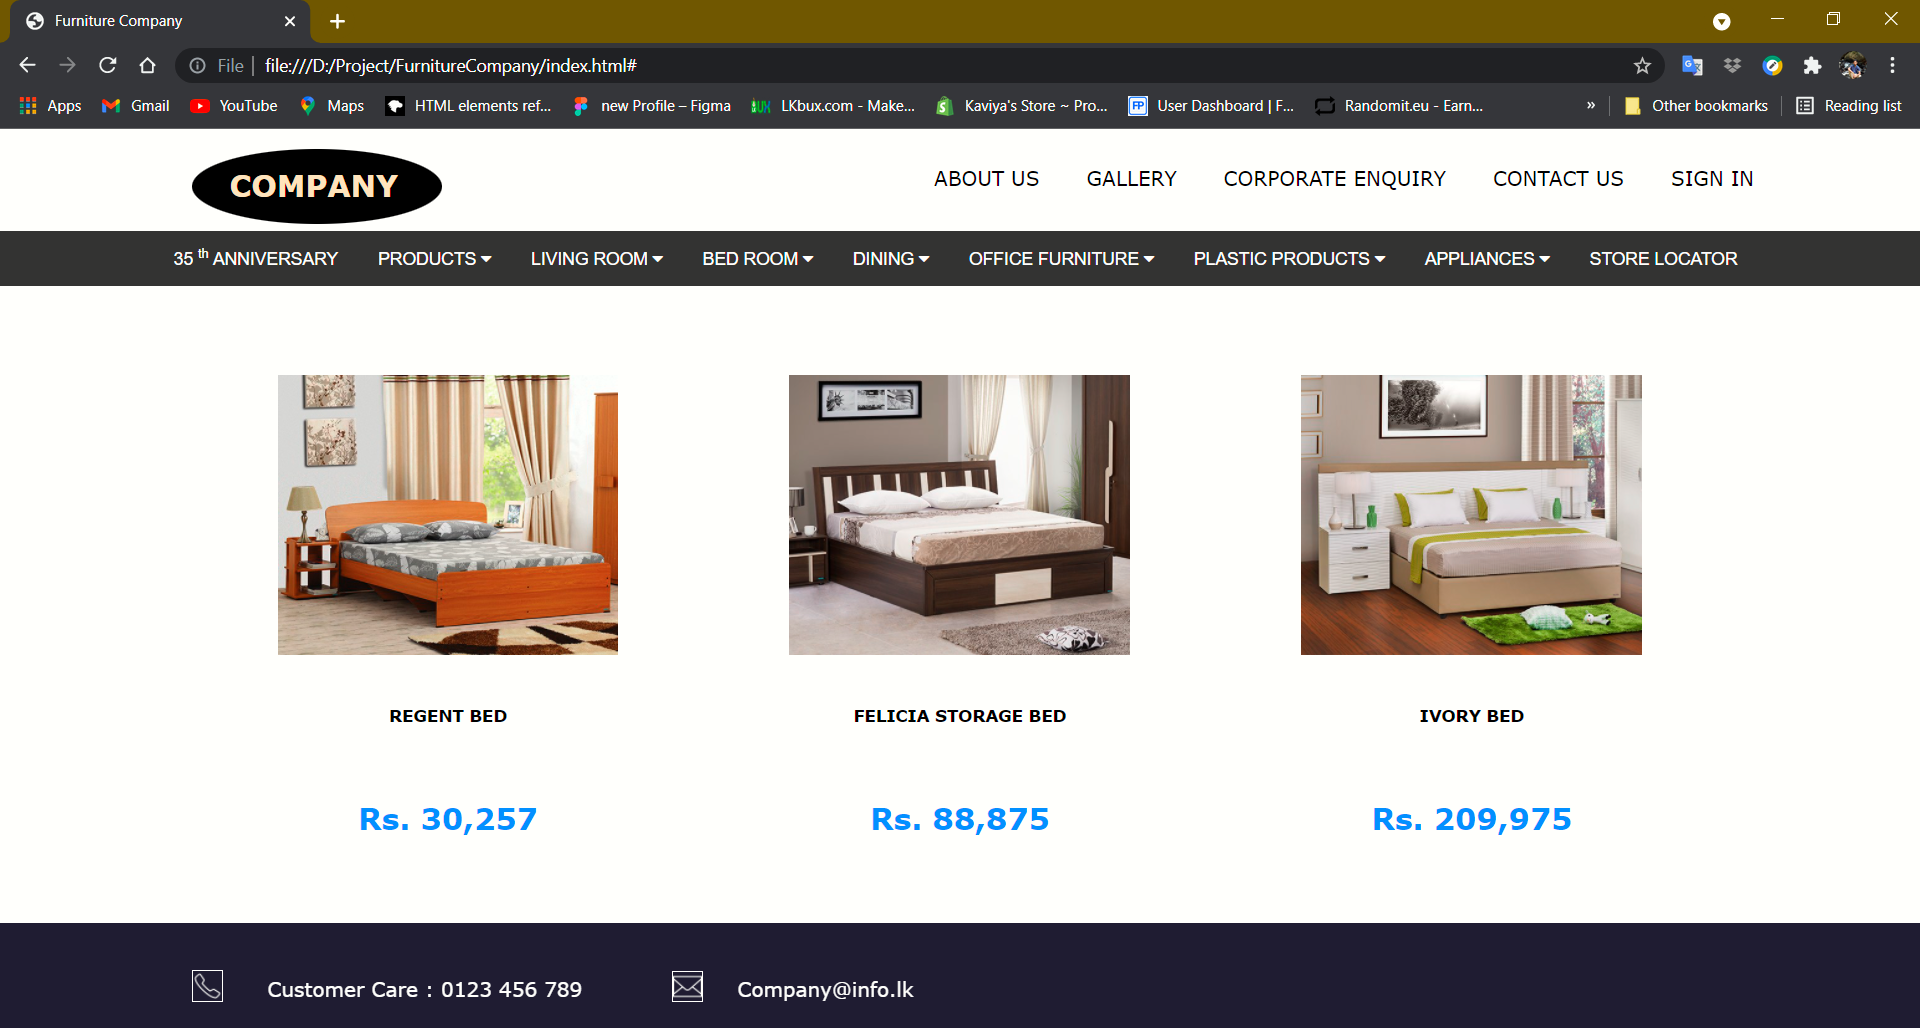 Furniture Company
File file:///D:/Project/FurnitureCompany/index.html#
Apps Gmail YouTube Maps HTML elements ref... new Profile – Figma LKbux.com - Make... Kaviya's Store ~ Pro... User Dashboard | F... Randomit.eu - Earn... » Other bookmarks Reading list
COMPANY ABOUT US GALLERY CORPORATE ENQUIRY CONTACT US SIGN IN
35 th ANNIVERSARY PRODUCTS LIVING ROOM BED ROOM DINING OFFICE FURNITURE PLASTIC PRODUCTS APPLIANCES STORE LOCATOR
REGENT BED FELICIA STORAGE BED IVORY BED
Rs. 30,257 Rs. 88,875 Rs. 209,975
Customer Care : 0123 456 789 Company@info.lk